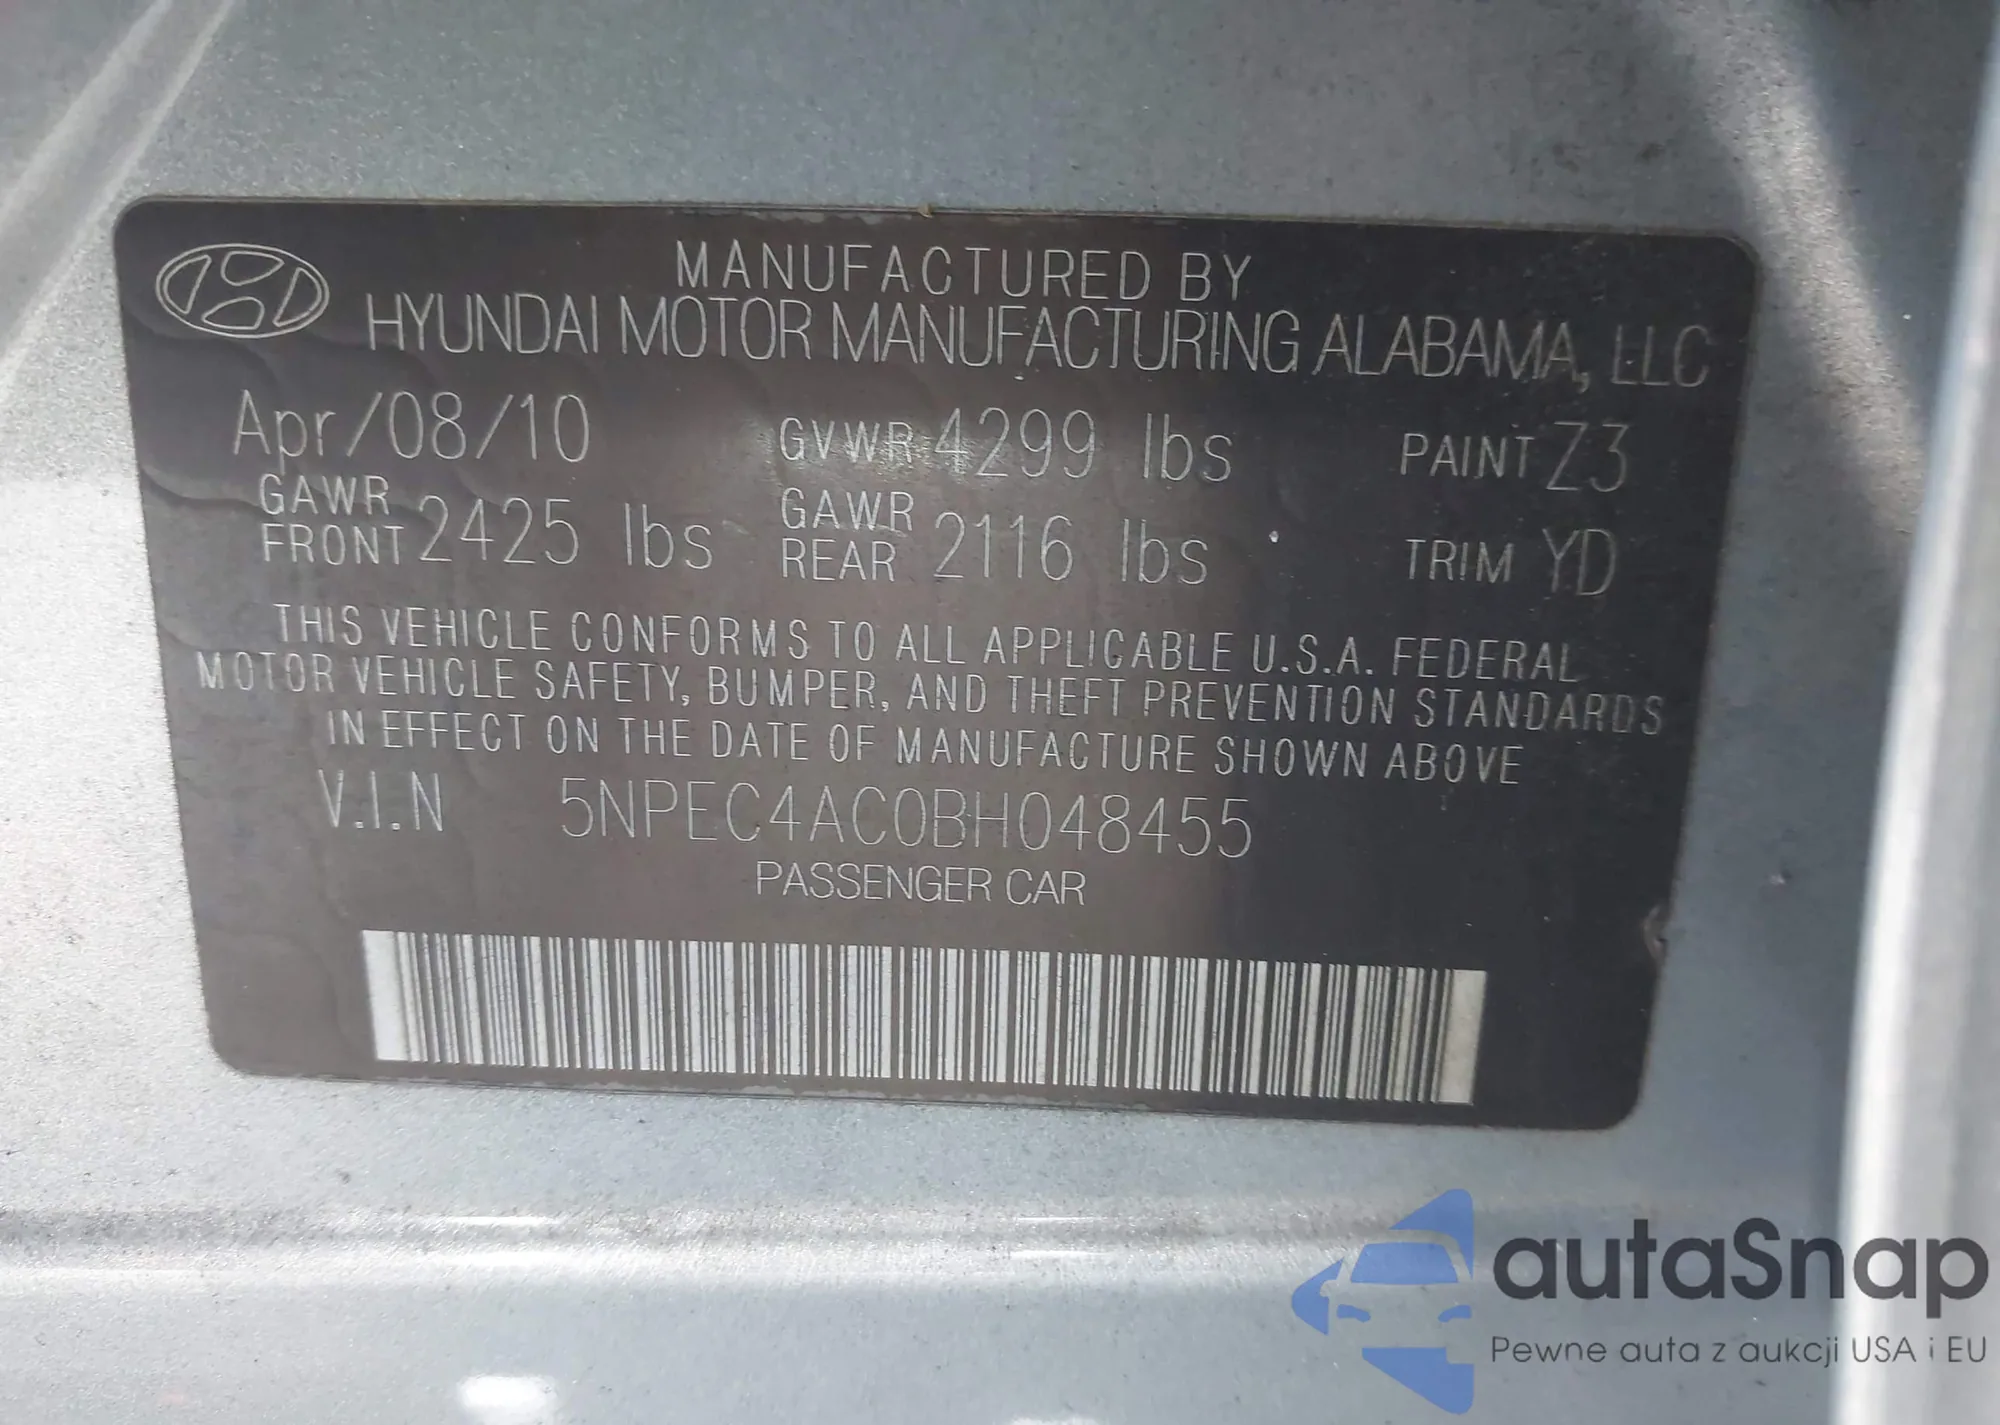 MANUFACTURED BY
HYUNDAI MOTOR MANUFACTURING ALABAMA, LLC
Apr/08/10 GVWR 4299 lbs PAINT Z3
GAWR FRONT 2425 lbs GAWR REAR 2116 lbs TRIM YD
THIS VEHICLE CONFORMS TO ALL APPLICABLE U.S.A. FEDERAL
MOTOR VEHICLE SAFETY, BUMPER, AND THEFT PREVENTION STANDARDS
IN EFFECT ON THE DATE OF MANUFACTURE SHOWN ABOVE
V.I.N 5NPEC4AC0BH048455
PASSENGER CAR
autaSnap
Pewne auta z aukcji USA i EU